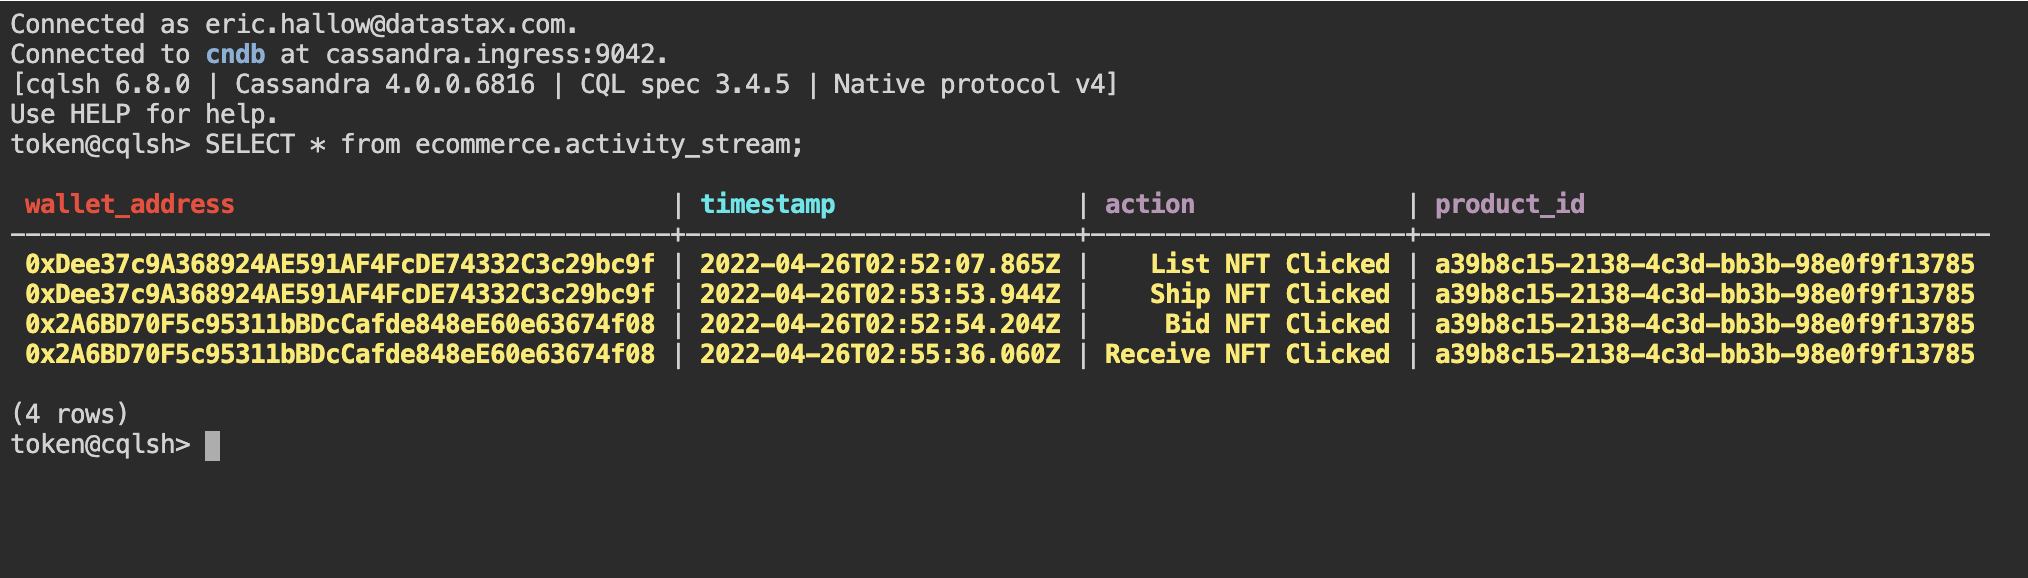 Connected as eric.hallow@datastax.com.
Connected to cndb at cassandra.ingress:9042.
[cqlsh 6.8.0 | Cassandra 4.0.0.6816 | CQL spec 3.4.5 | Native protocol v4]
Use HELP for help.
token@cqlsh> SELECT * from ecommerce.activity_stream;
wallet_address | timestamp | action | product_id
0xDee37c9A368924AE591AF4FcDE74332C3c29bc9f | 2022-04-26T02:52:07.865Z | List NFT Clicked | a39b8c15-2138-4c3d-bb3b-98e0f9f13785
0xDee37c9A368924AE591AF4FcDE74332C3c29bc9f | 2022-04-26T02:53:53.944Z | Ship NFT Clicked | a39b8c15-2138-4c3d-bb3b-98e0f9f13785
0x2A6BD70F5c95311bBDcCafde848eE60e63674f08 | 2022-04-26T02:52:54.204Z | Bid NFT Clicked | a39b8c15-2138-4c3d-bb3b-98e0f9f13785
0x2A6BD70F5c95311bBDcCafde848eE60e63674f08 | 2022-04-26T02:55:36.060Z | Receive NFT Clicked | a39b8c15-2138-4c3d-bb3b-98e0f9f13785
(4 rows)
token@cqlsh>